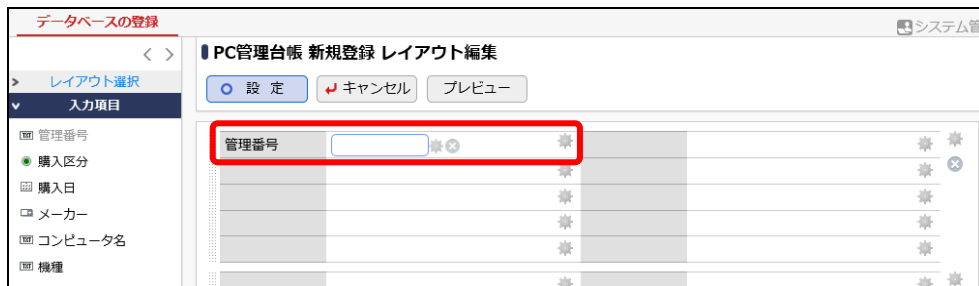 データベースの登録
システム管
PC管理台帳 新規登録 レイアウト編集
レイアウト選択
設 定
キャンセル
プレビュー
入力項目
管理番号
購入区分
購入日
メーカー
コンピュータ名
機種
管理番号